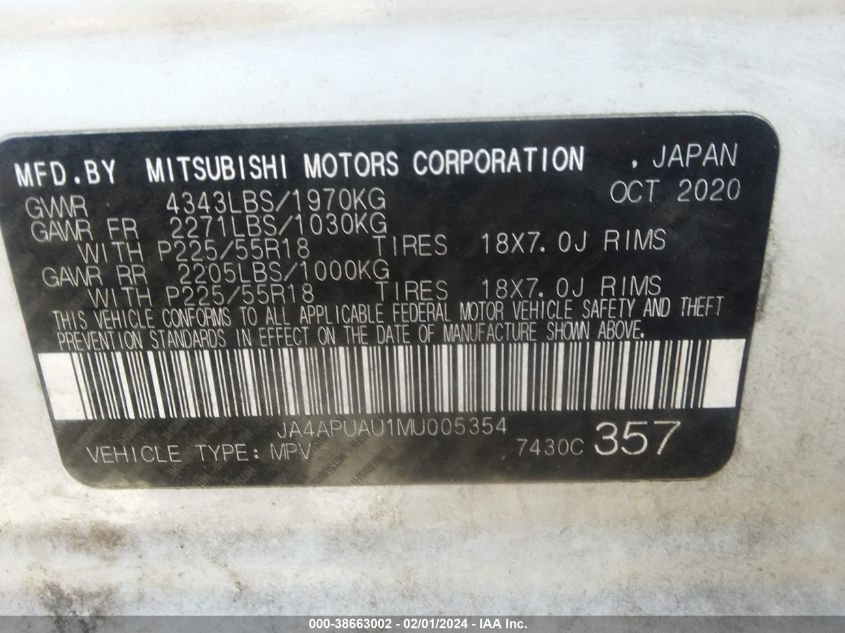 MFD.BY MITSUBISHI MOTORS CORPORATION , JAPAN
GVWR 4343LBS/1970KG OCT 2020
GAWR FR 2271LBS/1030KG
WITH P225/55R18 TIRES 18X7.0J RIMS
GAWR RR 2205LBS/1000KG
WITH P225/55R18 TIRES 18X7.0J RIMS
THIS VEHICLE CONFORMS TO ALL APPLICABLE FEDERAL MOTOR VEHICLE SAFETY AND THEFT
PREVENTION STANDARDS IN EFFECT ON THE DATE OF MANUFACTURE SHOWN ABOVE.
JA4APUAU1MU005354
VEHICLE TYPE: MPV 7430C 357
000-38663002 - 02/01/2024 - IAA Inc.